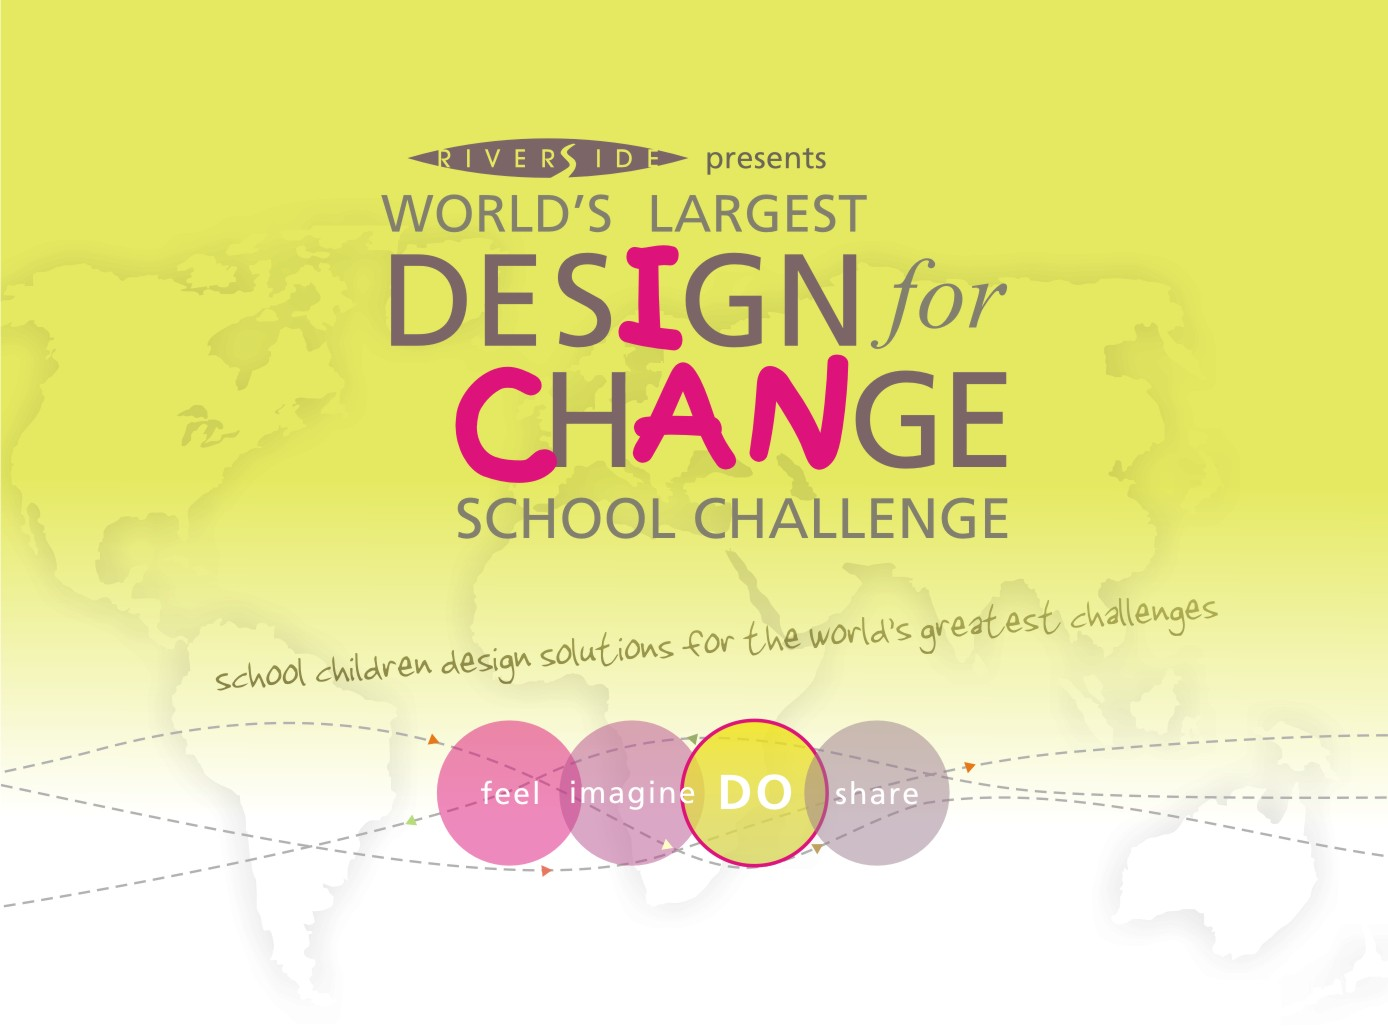 RIVERSIDE presents
WORLD'S LARGEST
DESIGN for
CHANGE
SCHOOL CHALLENGE
school children design solutions for the world's greatest challenges
feel imagine DO share